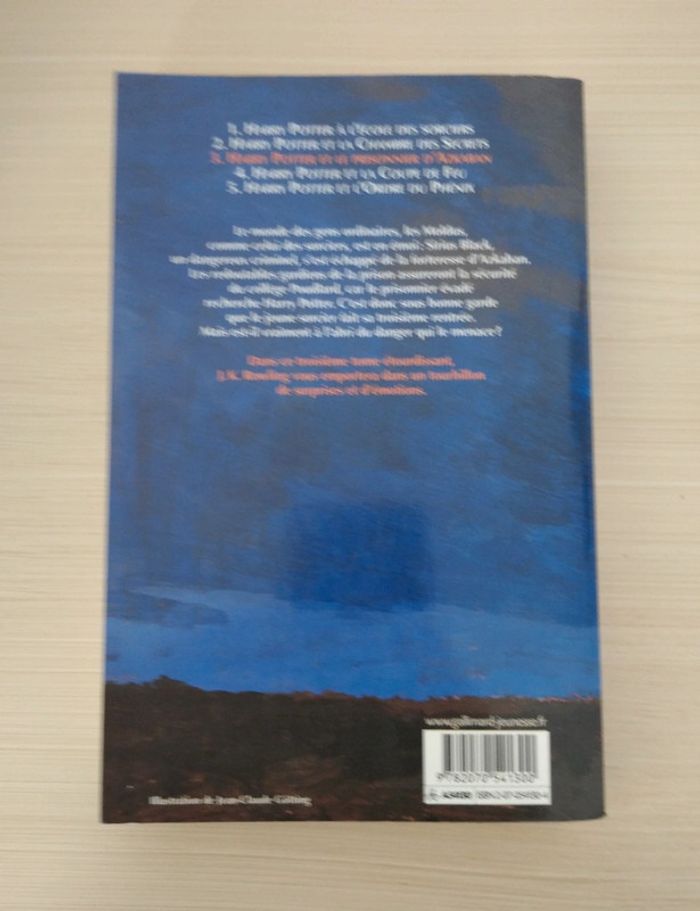 1. Harry Potter à l'école des sorciers
2. Harry Potter et la Chambre des Secrets
3. Harry Potter et le prisonnier d'Azkaban
4. Harry Potter et la Coupe de Feu
5. Harry Potter et l'Ordre du Phénix
Le monde des gens ordinaires, les Moldus,
comme celui des sorciers, est en émoi. Sirius Black,
un dangereux criminel, s'est échappé de la forteresse d'Azkaban.
Les redoutables gardiens de la prison assureront la sécurité
du collège Poudlard, car le prisonnier évadé
recherche Harry Potter. C'est donc sous bonne garde
que le jeune sorcier fait sa troisième rentrée.
Mais est-il vraiment à l'abri du danger qui le menace?
Dans ce troisième tome étourdissant,
J.K. Rowling vous emportera dans un tourbillon
de surprises et d'émotions.
www.gallimard-jeunesse.fr
9782070541300
Illustration de Jean-Claude Götting